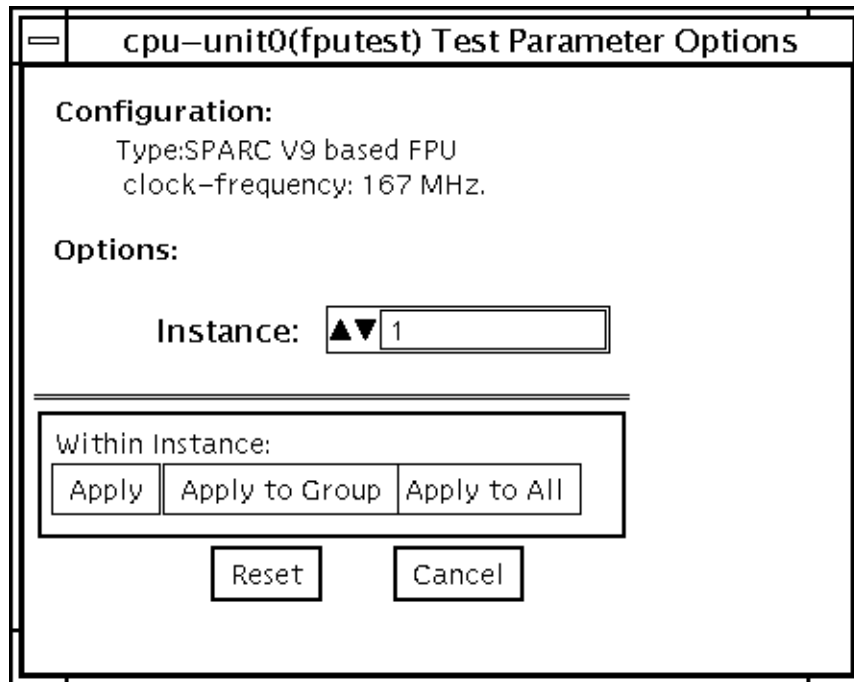 cpu–unit0(fputest) Test Parameter Options
Configuration:
Type:SPARC V9 based FPU
clock–frequency: 167 MHz.
Options:
Instance: ▲▼ 1
Within Instance:
Apply Apply to Group Apply to All
Reset Cancel